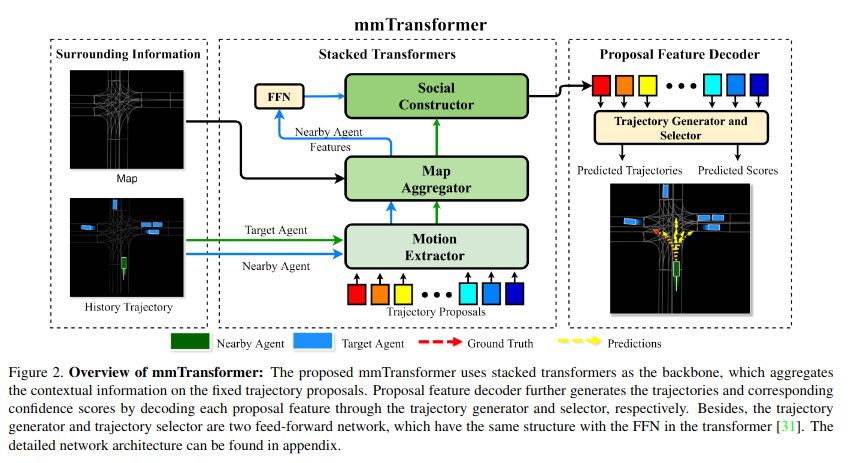 mmTransformer
Surrounding Information
Stacked Transformers
Proposal Feature Decoder
Map
History Trajectory
FFN
Social
Constructor
Nearby Agent
Features
Map
Aggregator
Target Agent
Nearby Agent
Motion
Extractor
Trajectory Proposals
Trajectory Generator and
Selector
Predicted Trajectories
Predicted Scores
Nearby Agent
Target Agent
Ground Truth
Predictions
Figure 2. Overview of mmTransformer: The proposed mmTransformer uses stacked transformers as the backbone, which aggregates
the contextual information on the fixed trajectory proposals. Proposal feature decoder further generates the trajectories and corresponding
confidence scores by decoding each proposal feature through the trajectory generator and selector, respectively. Besides, the trajectory
generator and trajectory selector are two feed-forward network, which have the same structure with the FFN in the transformer [31]. The
detailed network architecture can be found in appendix.